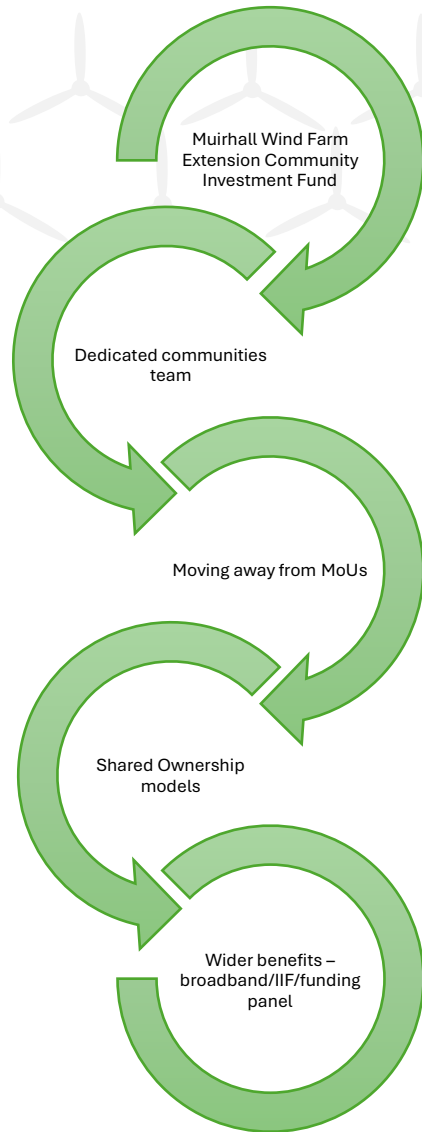 Muirhall Wind Farm
Extension Community
Investment Fund
Dedicated communities
team
Moving away from MoUs
Shared Ownership
models
Wider benefits –
broadband/IIF/funding
panel